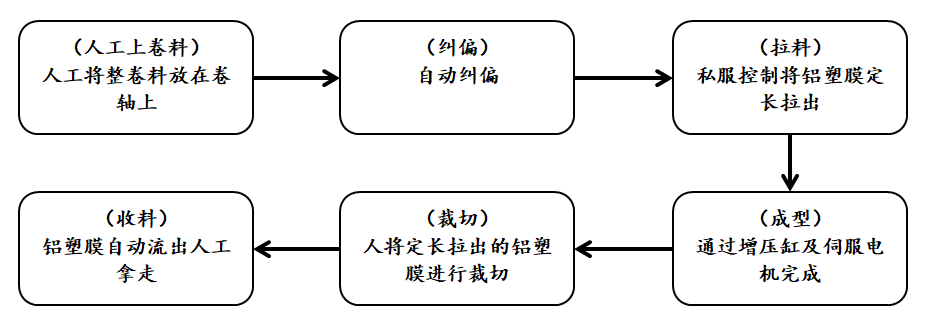 （人工上卷料）
人工将整卷料放在卷
轴上
（纠偏）
自动纠偏
（拉料）
私服控制将铝塑膜定
长拉出
（成型）
通过增压缸及伺服电
机完成
（裁切）
人将定长拉出的铝塑
膜进行裁切
（收料）
铝塑膜自动流出人工
拿走